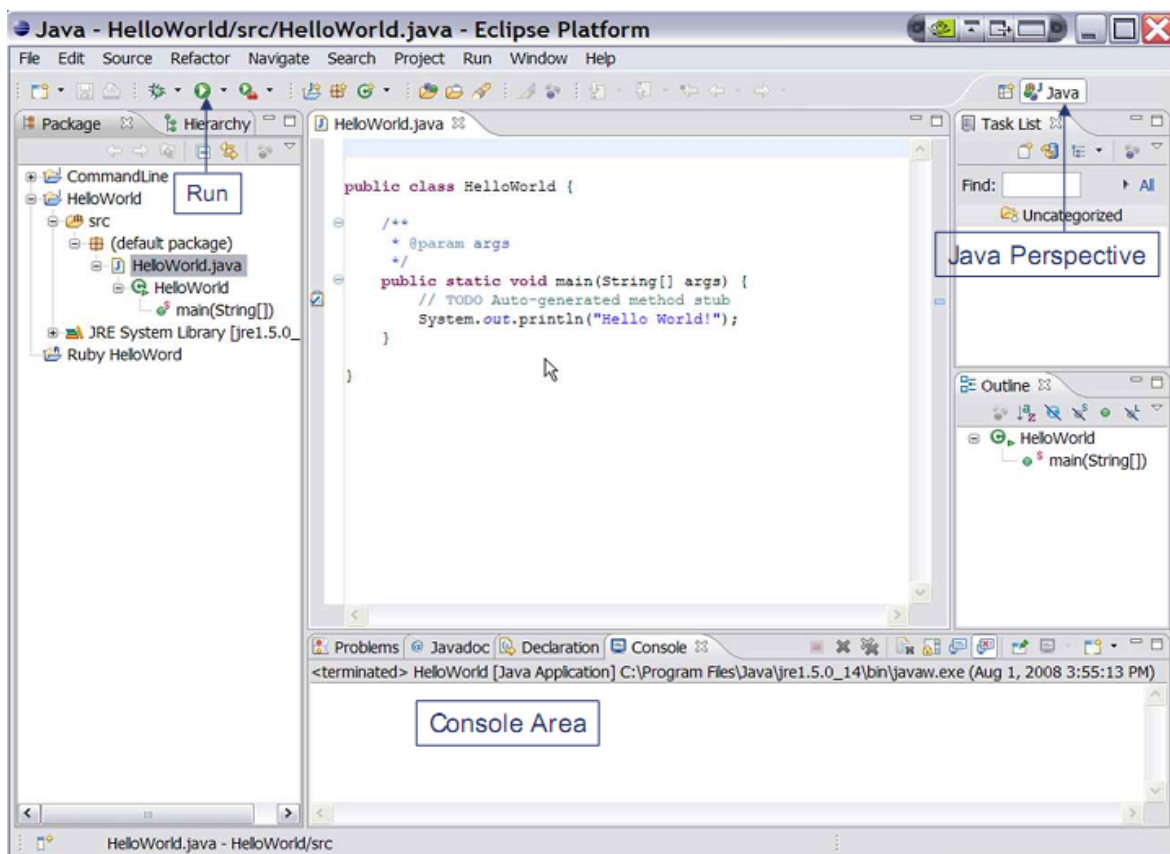 Java - HelloWorld/src/HelloWorld.java - Eclipse Platform
File Edit Source Refactor Navigate Search Project Run Window Help
Java
Package Hierarchy
CommandLine
Run
HelloWorld
src
(default package)
HelloWorld.java
HelloWorld
main(String[])
JRE System Library [jre1.5.0_
Ruby HelloWord
HelloWorld.java
public class HelloWorld {
/**
* @param args
*/
public static void main(String[] args) {
// TODO Auto-generated method stub
System.out.println("Hello World!");
}
}
Task List
Find: All
Uncategorized
Java Perspective
Outline
HelloWorld
main(String[])
Problems @ Javadoc Declaration Console
<terminated> HelloWorld [Java Application] C:\Program Files\Java\jre1.5.0_14\bin\javaw.exe (Aug 1, 2008 3:55:13 PM)
Console Area
HelloWorld.java - HelloWorld/src